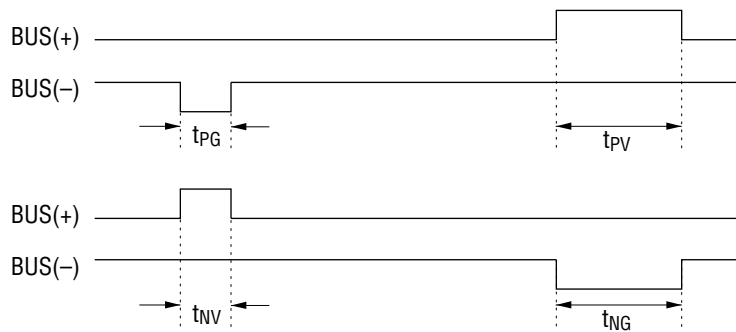 BUS(+)
BUS(–)
tPG
tPV
BUS(+)
BUS(–)
tNV
tNG